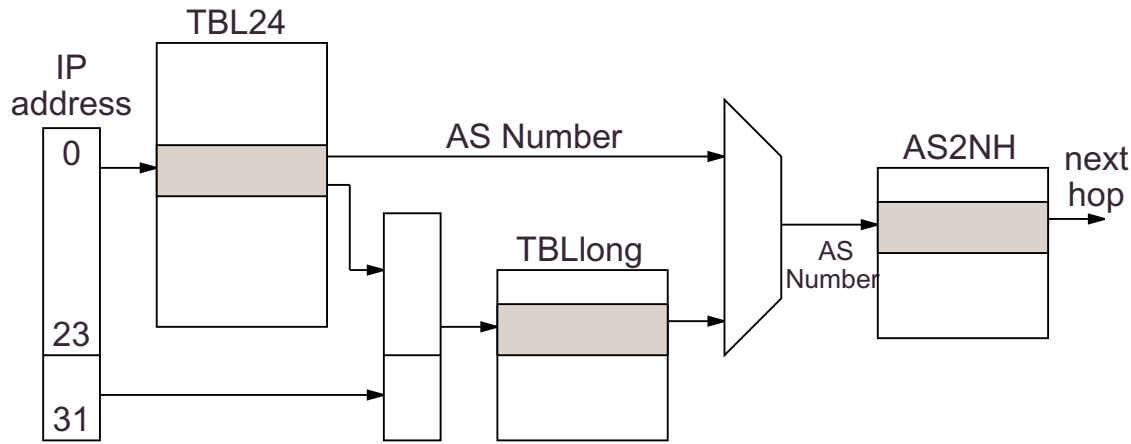 TBL24
IP
address
0
23
31
AS Number
TBLlong
AS
Number
AS2NH
next
hop